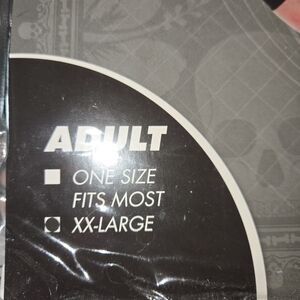 ADULT
ONE SIZE
FITS MOST
XX-LARGE